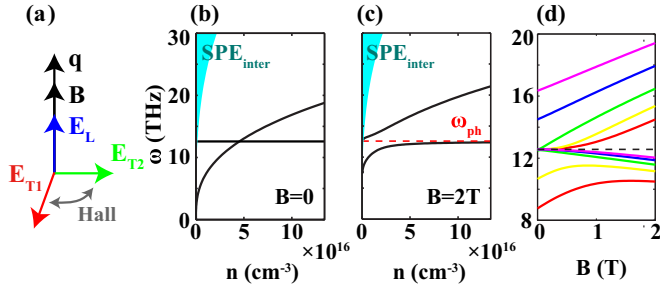 (a)
q
B
E_L
E_T2
E_T1
Hall
(b)
ω (THz)
30
20
10
0
SPE_inter
B=0
0
5
10
×10^16
n (cm^-3)
(c)
SPE_inter
ω_ph
B=2T
0
5
10
×10^16
n (cm^-3)
(d)
20
16
12
8
0
1
2
B (T)